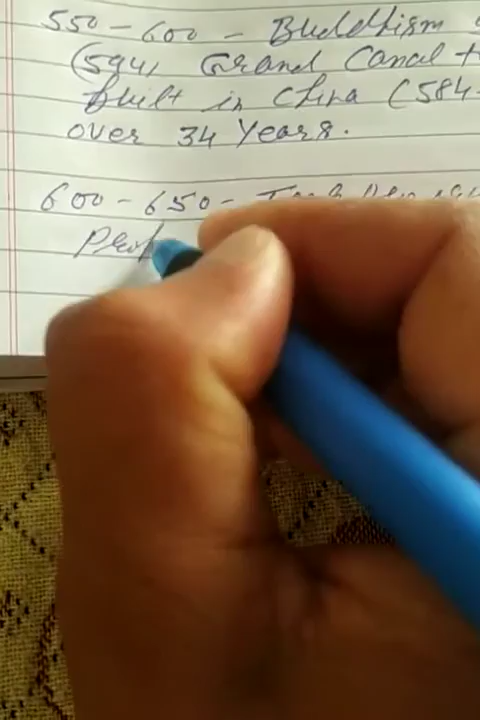 550-600 - Buddhism
(594) Grand Canal
Built in China (584-
over 34 Years.
600-650-